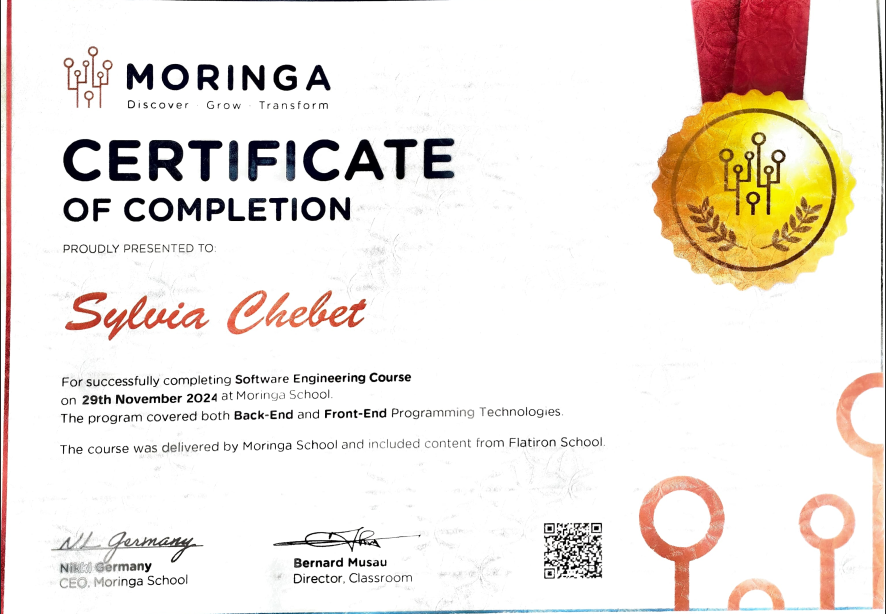 MORINGA
Discover · Grow · Transform
CERTIFICATE
OF COMPLETION
PROUDLY PRESENTED TO:
Sylvia Chebet
For successfully completing Software Engineering Course
on 29th November 2024 at Moringa School.
The program covered both Back-End and Front-End Programming Technologies.
The course was delivered by Moringa School and included content from Flatiron School.
NL Germany
Germany
CEO, Moringa School
Bernard Musau
Director, Classroom